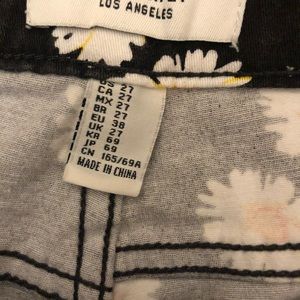 LOS ANGELES
US 27
CA 27
MX 27
BR 27
EU 38
UK 27
KR 69
JP 69
CN 165/69A
MADE IN CHINA